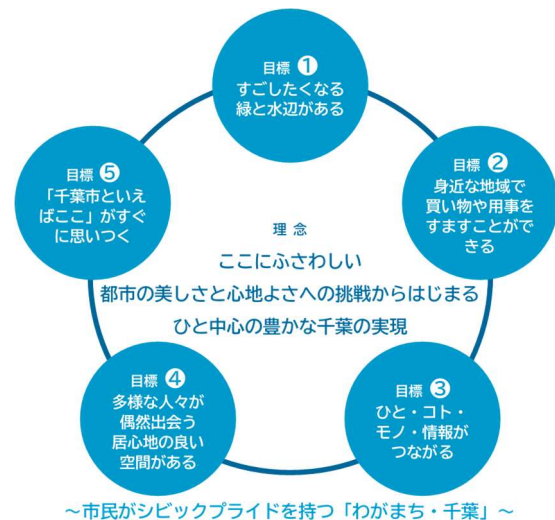 目標 ❶
すごしたくなる
緑と水辺がある
目標 ❷
身近な地域で
買い物や用事を
すますことがで
きる
目標 ❸
ひと・コト・
モノ・情報が
つながる
目標 ❹
多様な人々が
偶然出会う
居心地の良い
空間がある
目標 ❺
「千葉市といえ
ばここ」がすぐ
に思いつく
理 念
ここにふさわしい
都市の美しさと心地よさへの挑戦からはじまる
ひと中心の豊かな千葉の実現
～市民がシビックプライドを持つ「わがまち・千葉」～